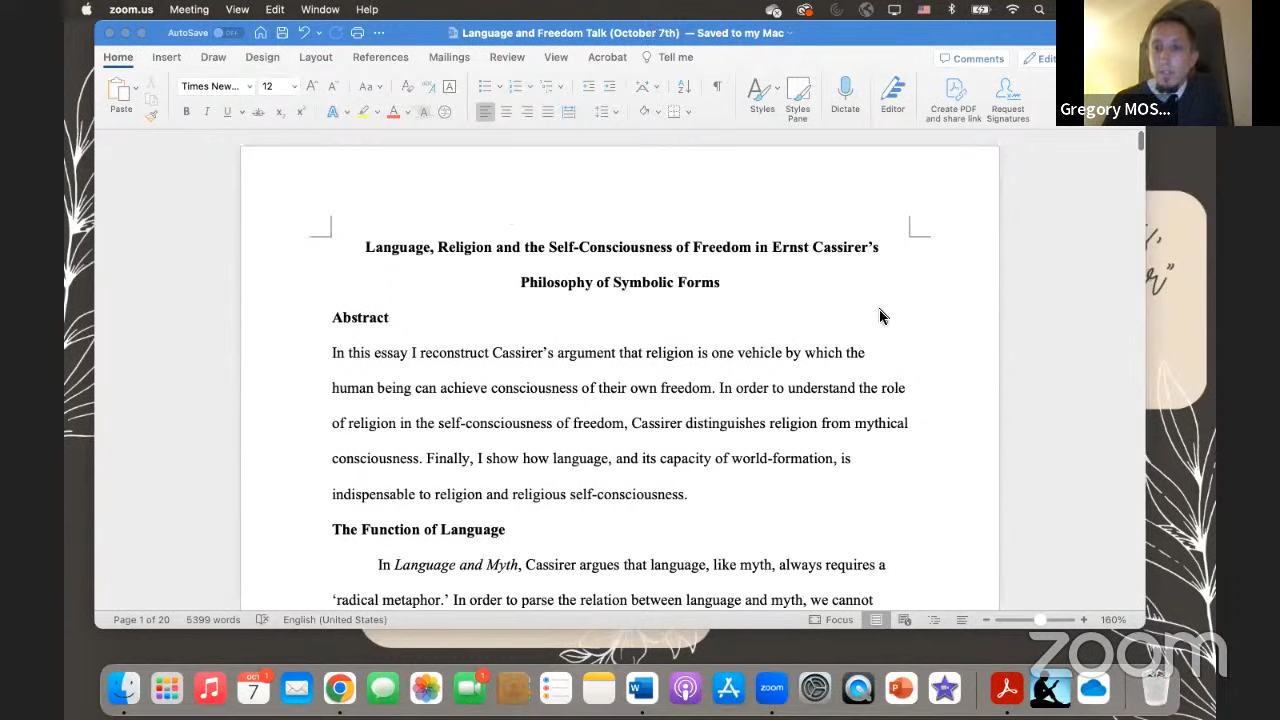 zoom.us Meeting View Edit Window Help
AutoSave OFF Language and Freedom Talk (October 7th) — Saved to my Mac
Home Insert Draw Design Layout References Mailings Review View Acrobat Tell me Comments
Paste Times New... 12 Aa Styles Styles Pane Dictate Editor Create PDF and share link Request Signatures
B I U ab x
Gregory MOS...
Language, Religion and the Self-Consciousness of Freedom in Ernst Cassirer’s
Philosophy of Symbolic Forms
Abstract
In this essay I reconstruct Cassirer’s argument that religion is one vehicle by which the
human being can achieve consciousness of their own freedom. In order to understand the role
of religion in the self-consciousness of freedom, Cassirer distinguishes religion from mythical
consciousness. Finally, I show how language, and its capacity of world-formation, is
indispensable to religion and religious self-consciousness.
The Function of Language
In Language and Myth, Cassirer argues that language, like myth, always requires a
‘radical metaphor.’ In order to parse the relation between language and myth, we cannot
Page 1 of 20 5399 words English (United States) Focus 160%
zoom
OCT 7 1 1 zoom